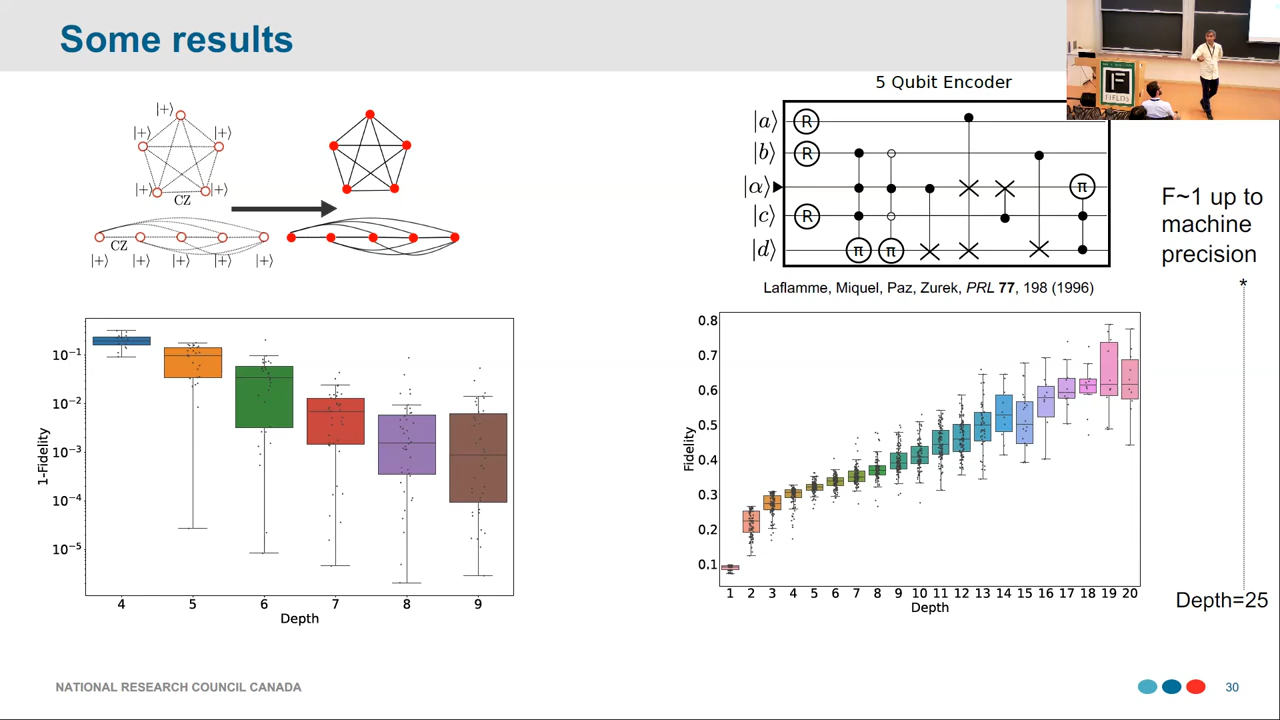 Some results
|+⟩
|+⟩ |+⟩
|+⟩ |+⟩
CZ
CZ
|+⟩ |+⟩ |+⟩ |+⟩ |+⟩
5 Qubit Encoder
|a⟩ R
|b⟩ R
|α⟩ π
|c⟩ R
|d⟩ π π
Laflamme, Miquel, Paz, Zurek, PRL 77, 198 (1996)
F~1 up to
machine
precision
*
Depth=25
FIELDS
1-Fidelity
10⁻¹
10⁻²
10⁻³
10⁻⁴
10⁻⁵
4 5 6 7 8 9
Depth
Fidelity
0.8
0.7
0.6
0.5
0.4
0.3
0.2
0.1
1 2 3 4 5 6 7 8 9 10 11 12 13 14 15 16 17 18 19 20
Depth
NATIONAL RESEARCH COUNCIL CANADA
30